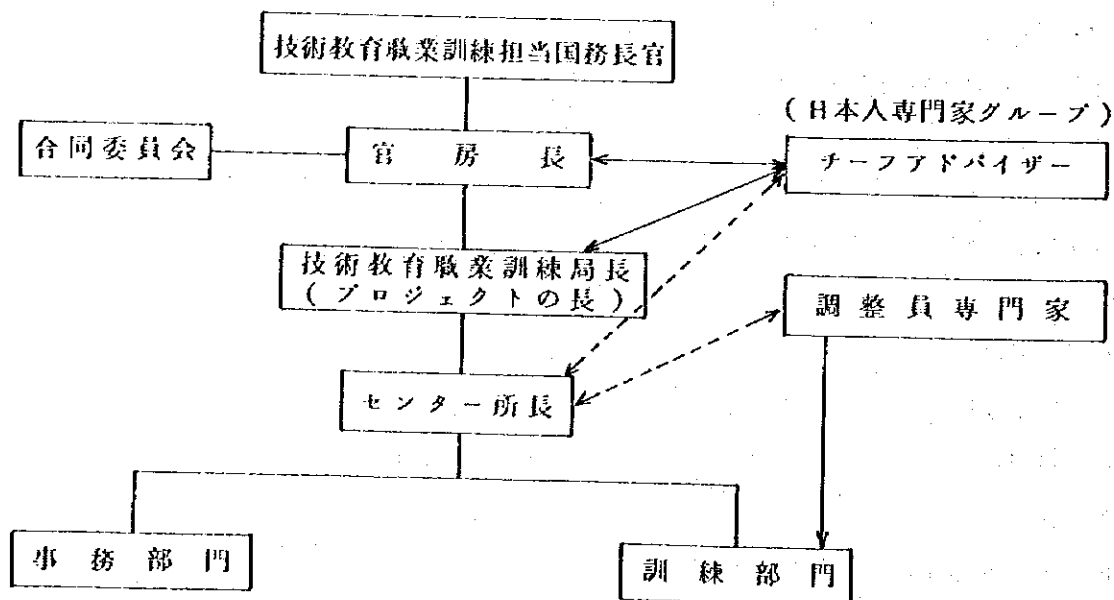 技術教育職業訓練担当国務長官
(日本人専門家グループ)
合同委員会
官房長
チーフアドバイザー
技術教育職業訓練局長
(プロジェクトの長)
調整員専門家
センター所長
事務部門
訓練部門